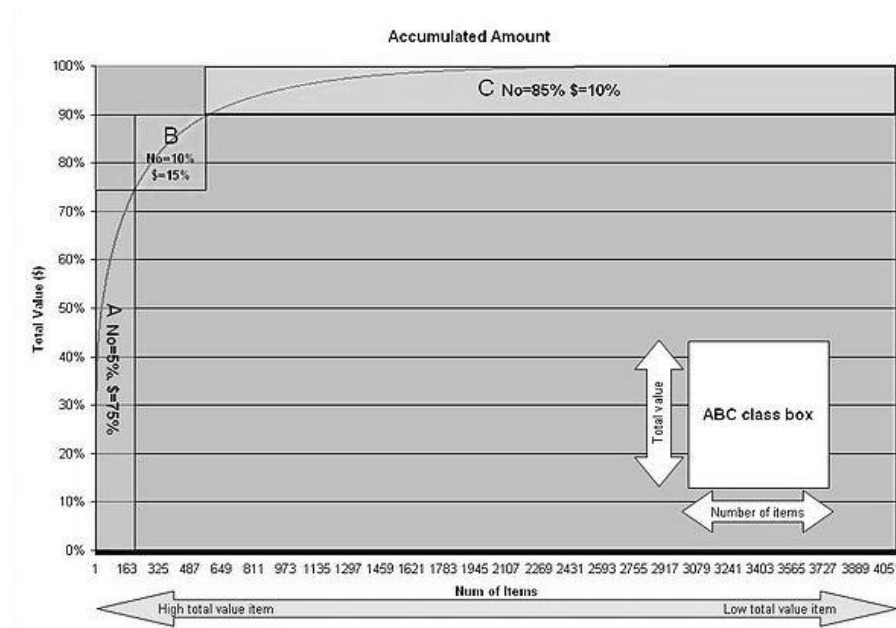 Accumulated Amount
100%
90%
80%
70%
60%
50%
40%
30%
20%
10%
0%
Total Value ($)
C No=85% $=10%
B
No=10%
$=15%
A No=5%, $=75%
Total value
ABC class box
Number of items
1 163 325 487 649 811 973 1135 1297 1459 1621 1783 1945 2107 2269 2431 2593 2755 2917 3079 3241 3403 3565 3727 3889 405
Num of Items
High total value item
Low total value item